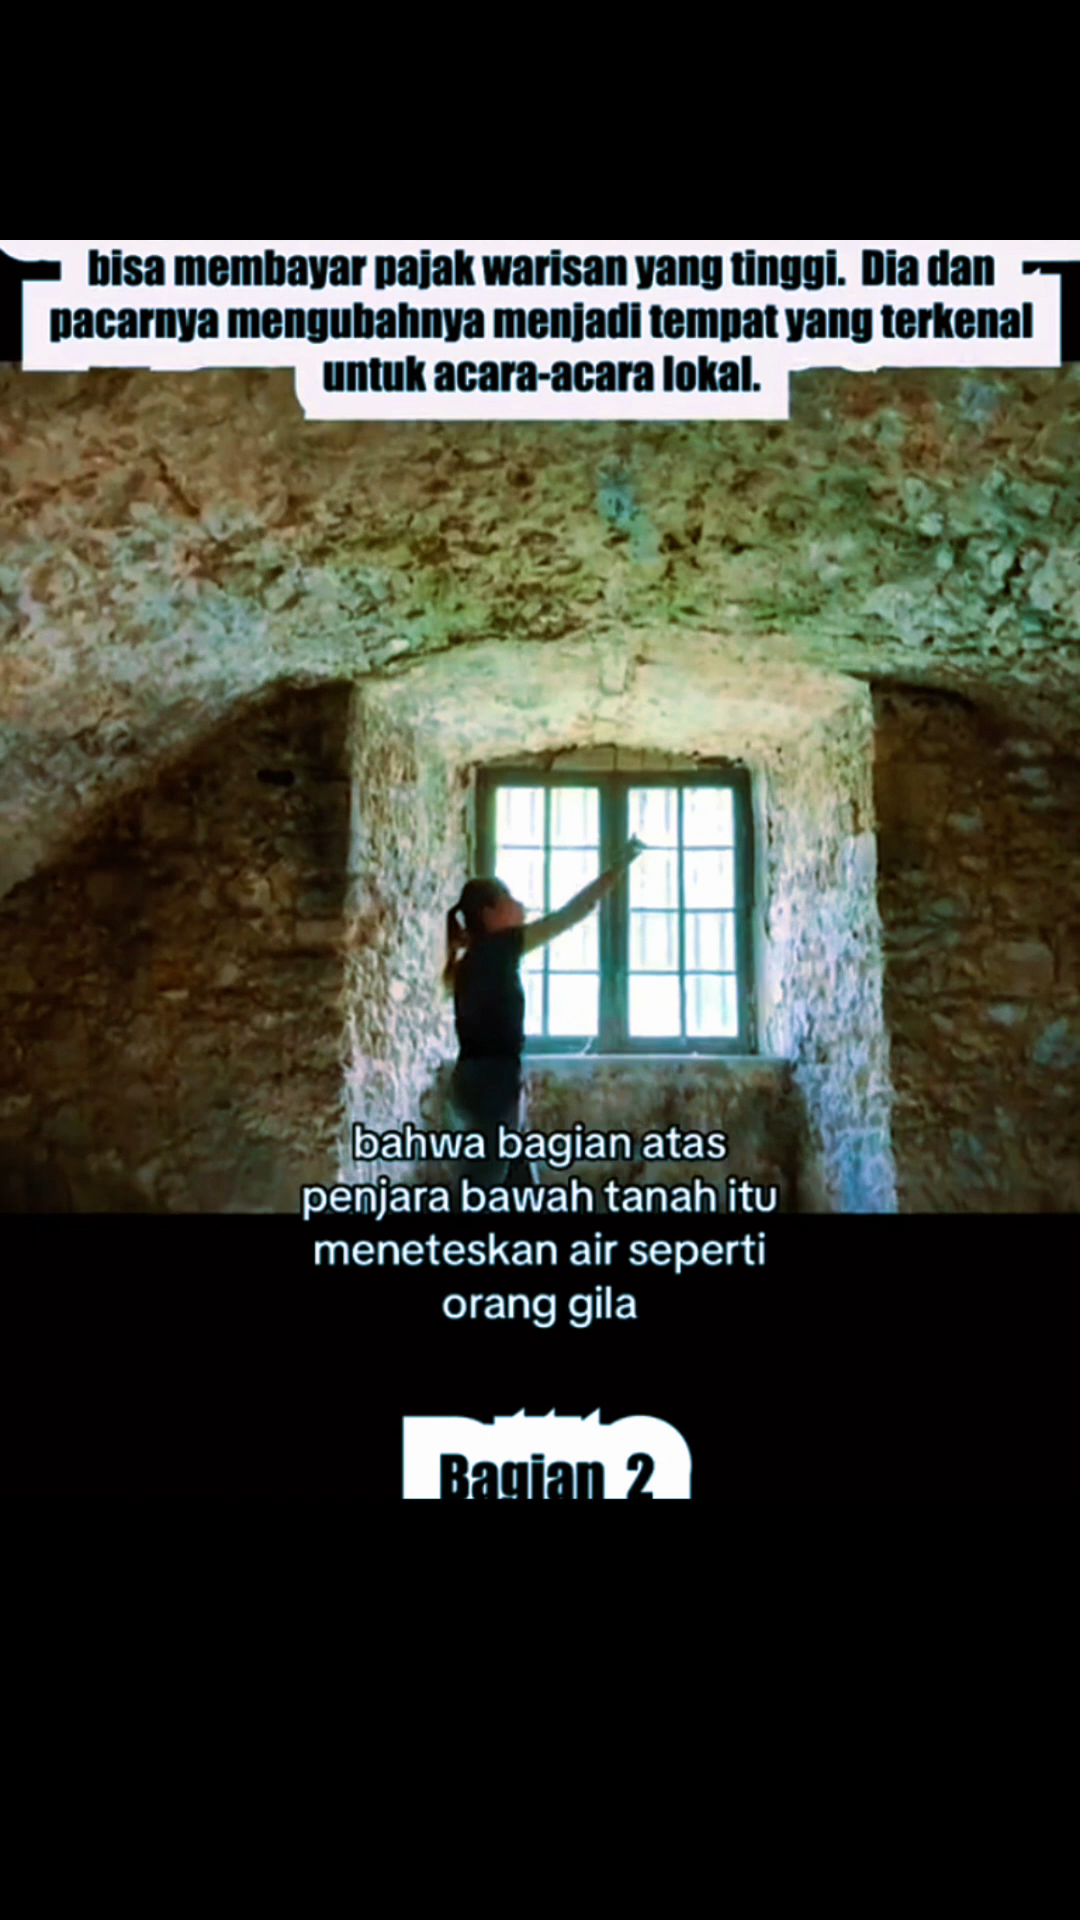 bisa membayar pajak warisan yang tinggi. Dia dan
pacarnya mengubahnya menjadi tempat yang terkenal
untuk acara-acara lokal.
bahwa bagian atas
penjara bawah tanah itu
meneteskan air seperti
orang gila
Bagian 2